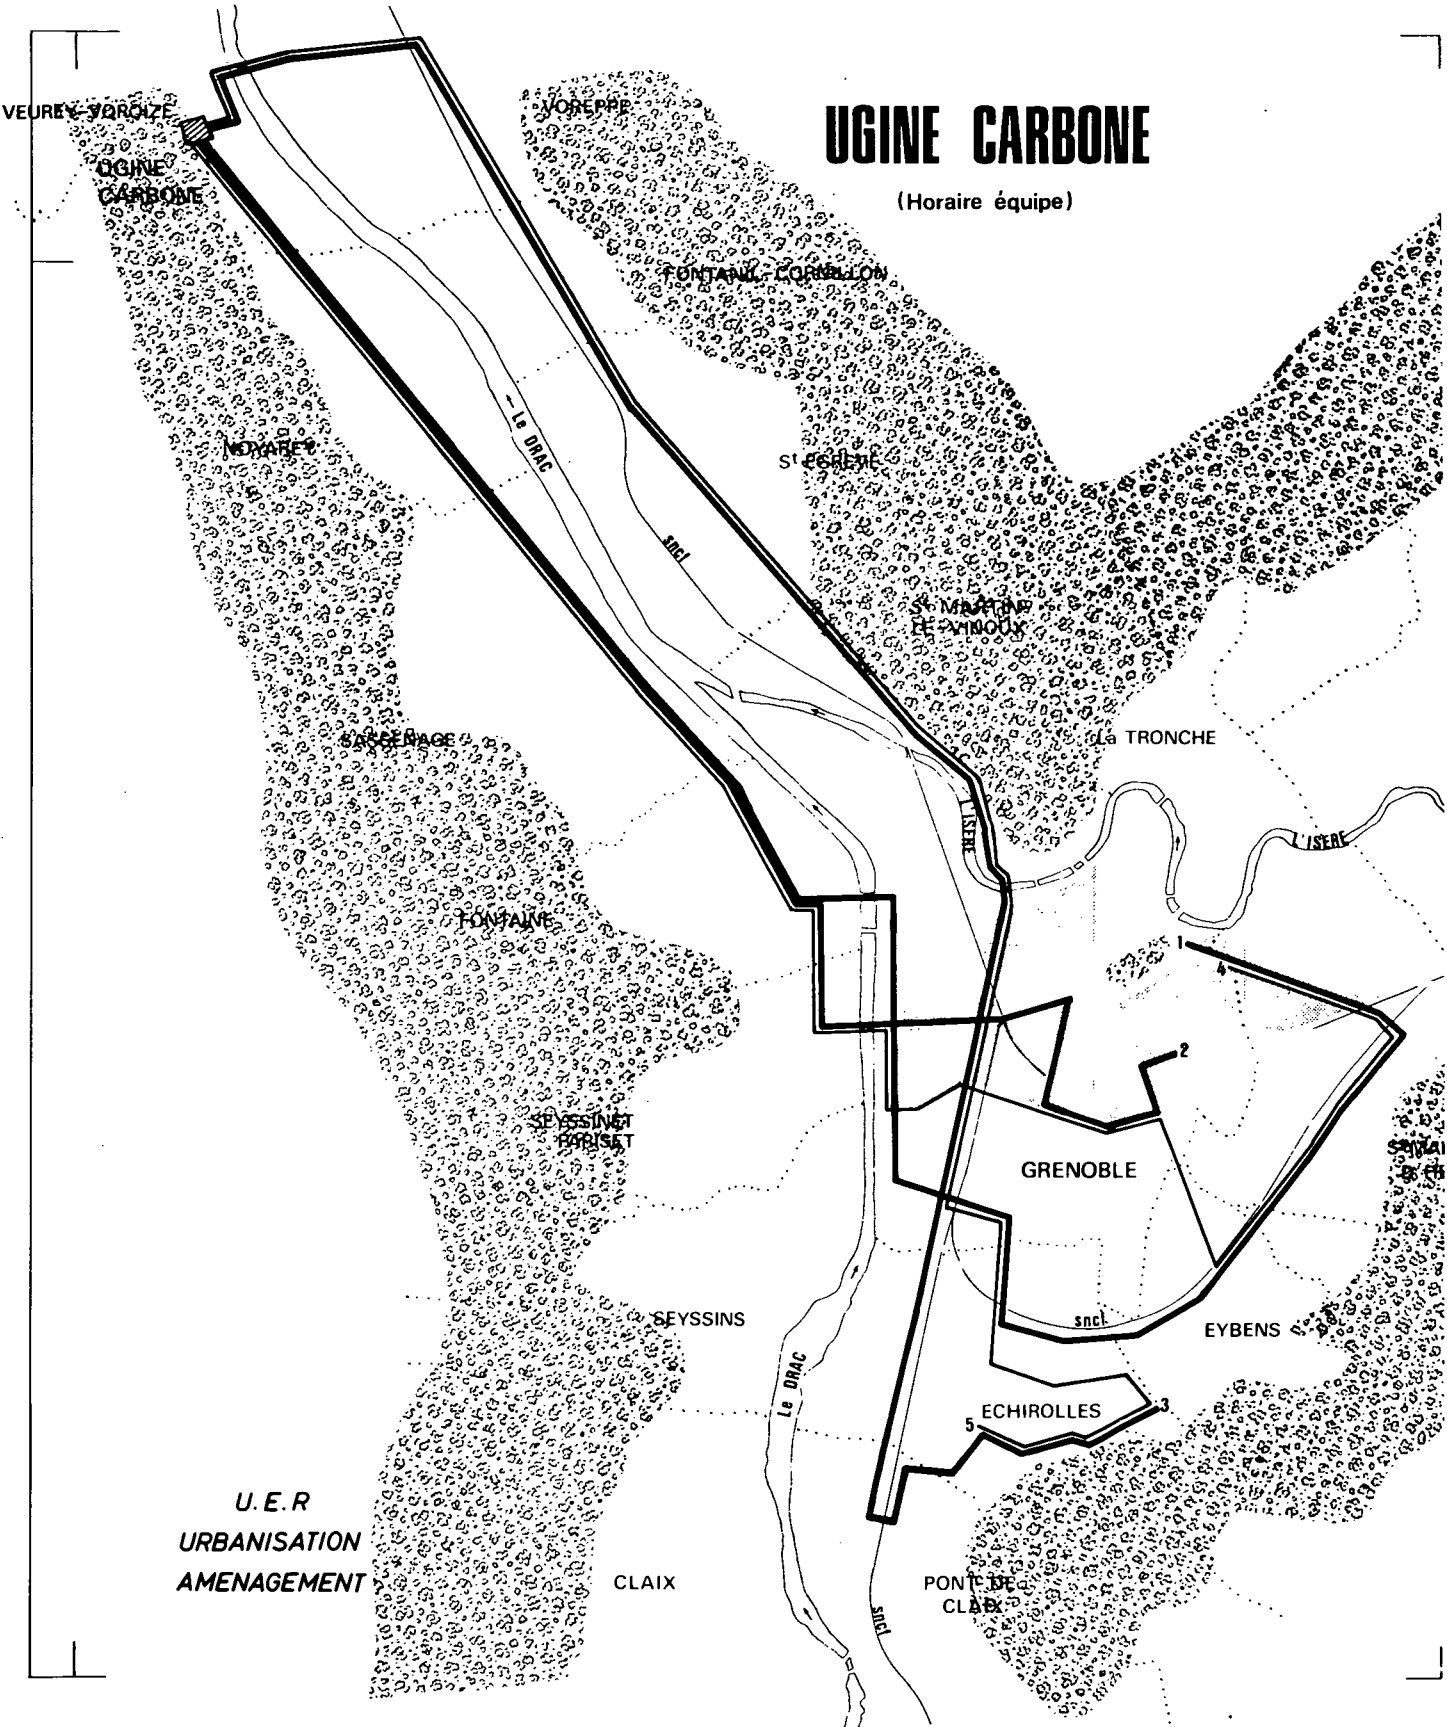 UGINE CARBONE
(Horaire équipe)
VEUREY-VOROIZE
UGINE
CARBONE
VOREPPE
FONTANIL-CORNILLON
← Le DRAC
NOYAREY
St EGREVE
sncf
St MARTIN
LE-VINOUX
SASSENAGE
La TRONCHE
L'ISERE
L'ISERE
FONTAINE
1
4
2
SEYSSINET
PARISET
GRENOBLE
SEYSSINS
sncf
EYBENS
Le DRAC
ECHIROLLES
3
5
U.E.R
URBANISATION
AMENAGEMENT
CLAIX
PONT DE
CLAIX
sncf